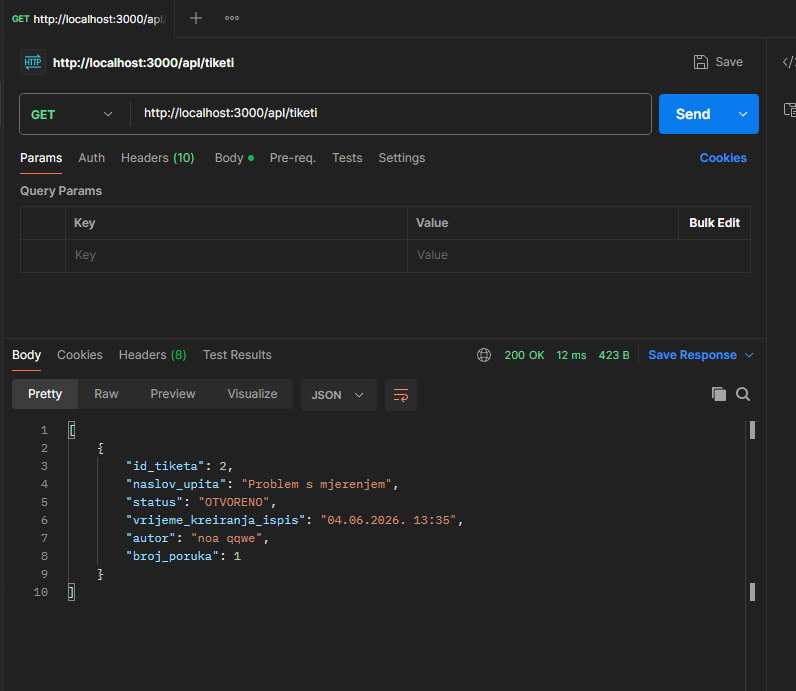 GET http://localhost:3000/apl/
HTTP http://localhost:3000/apl/tiketi Save </>
GET http://localhost:3000/apl/tiketi Send
Params Auth Headers (10) Body Pre-req. Tests Settings Cookies
Query Params
Key Value Bulk Edit
Key Value
Body Cookies Headers (8) Test Results 200 OK 12 ms 423 B Save Response
Pretty Raw Preview Visualize JSON
1 [
2 {
3 "id_tiketa": 2,
4 "naslov_upita": "Problem s mjerenjem",
5 "status": "OTVORENO",
6 "vrijeme_kreiranja_ispis": "04.06.2026. 13:35",
7 "autor": "noa qqwe",
8 "broj_poruka": 1
9 }
10 ]